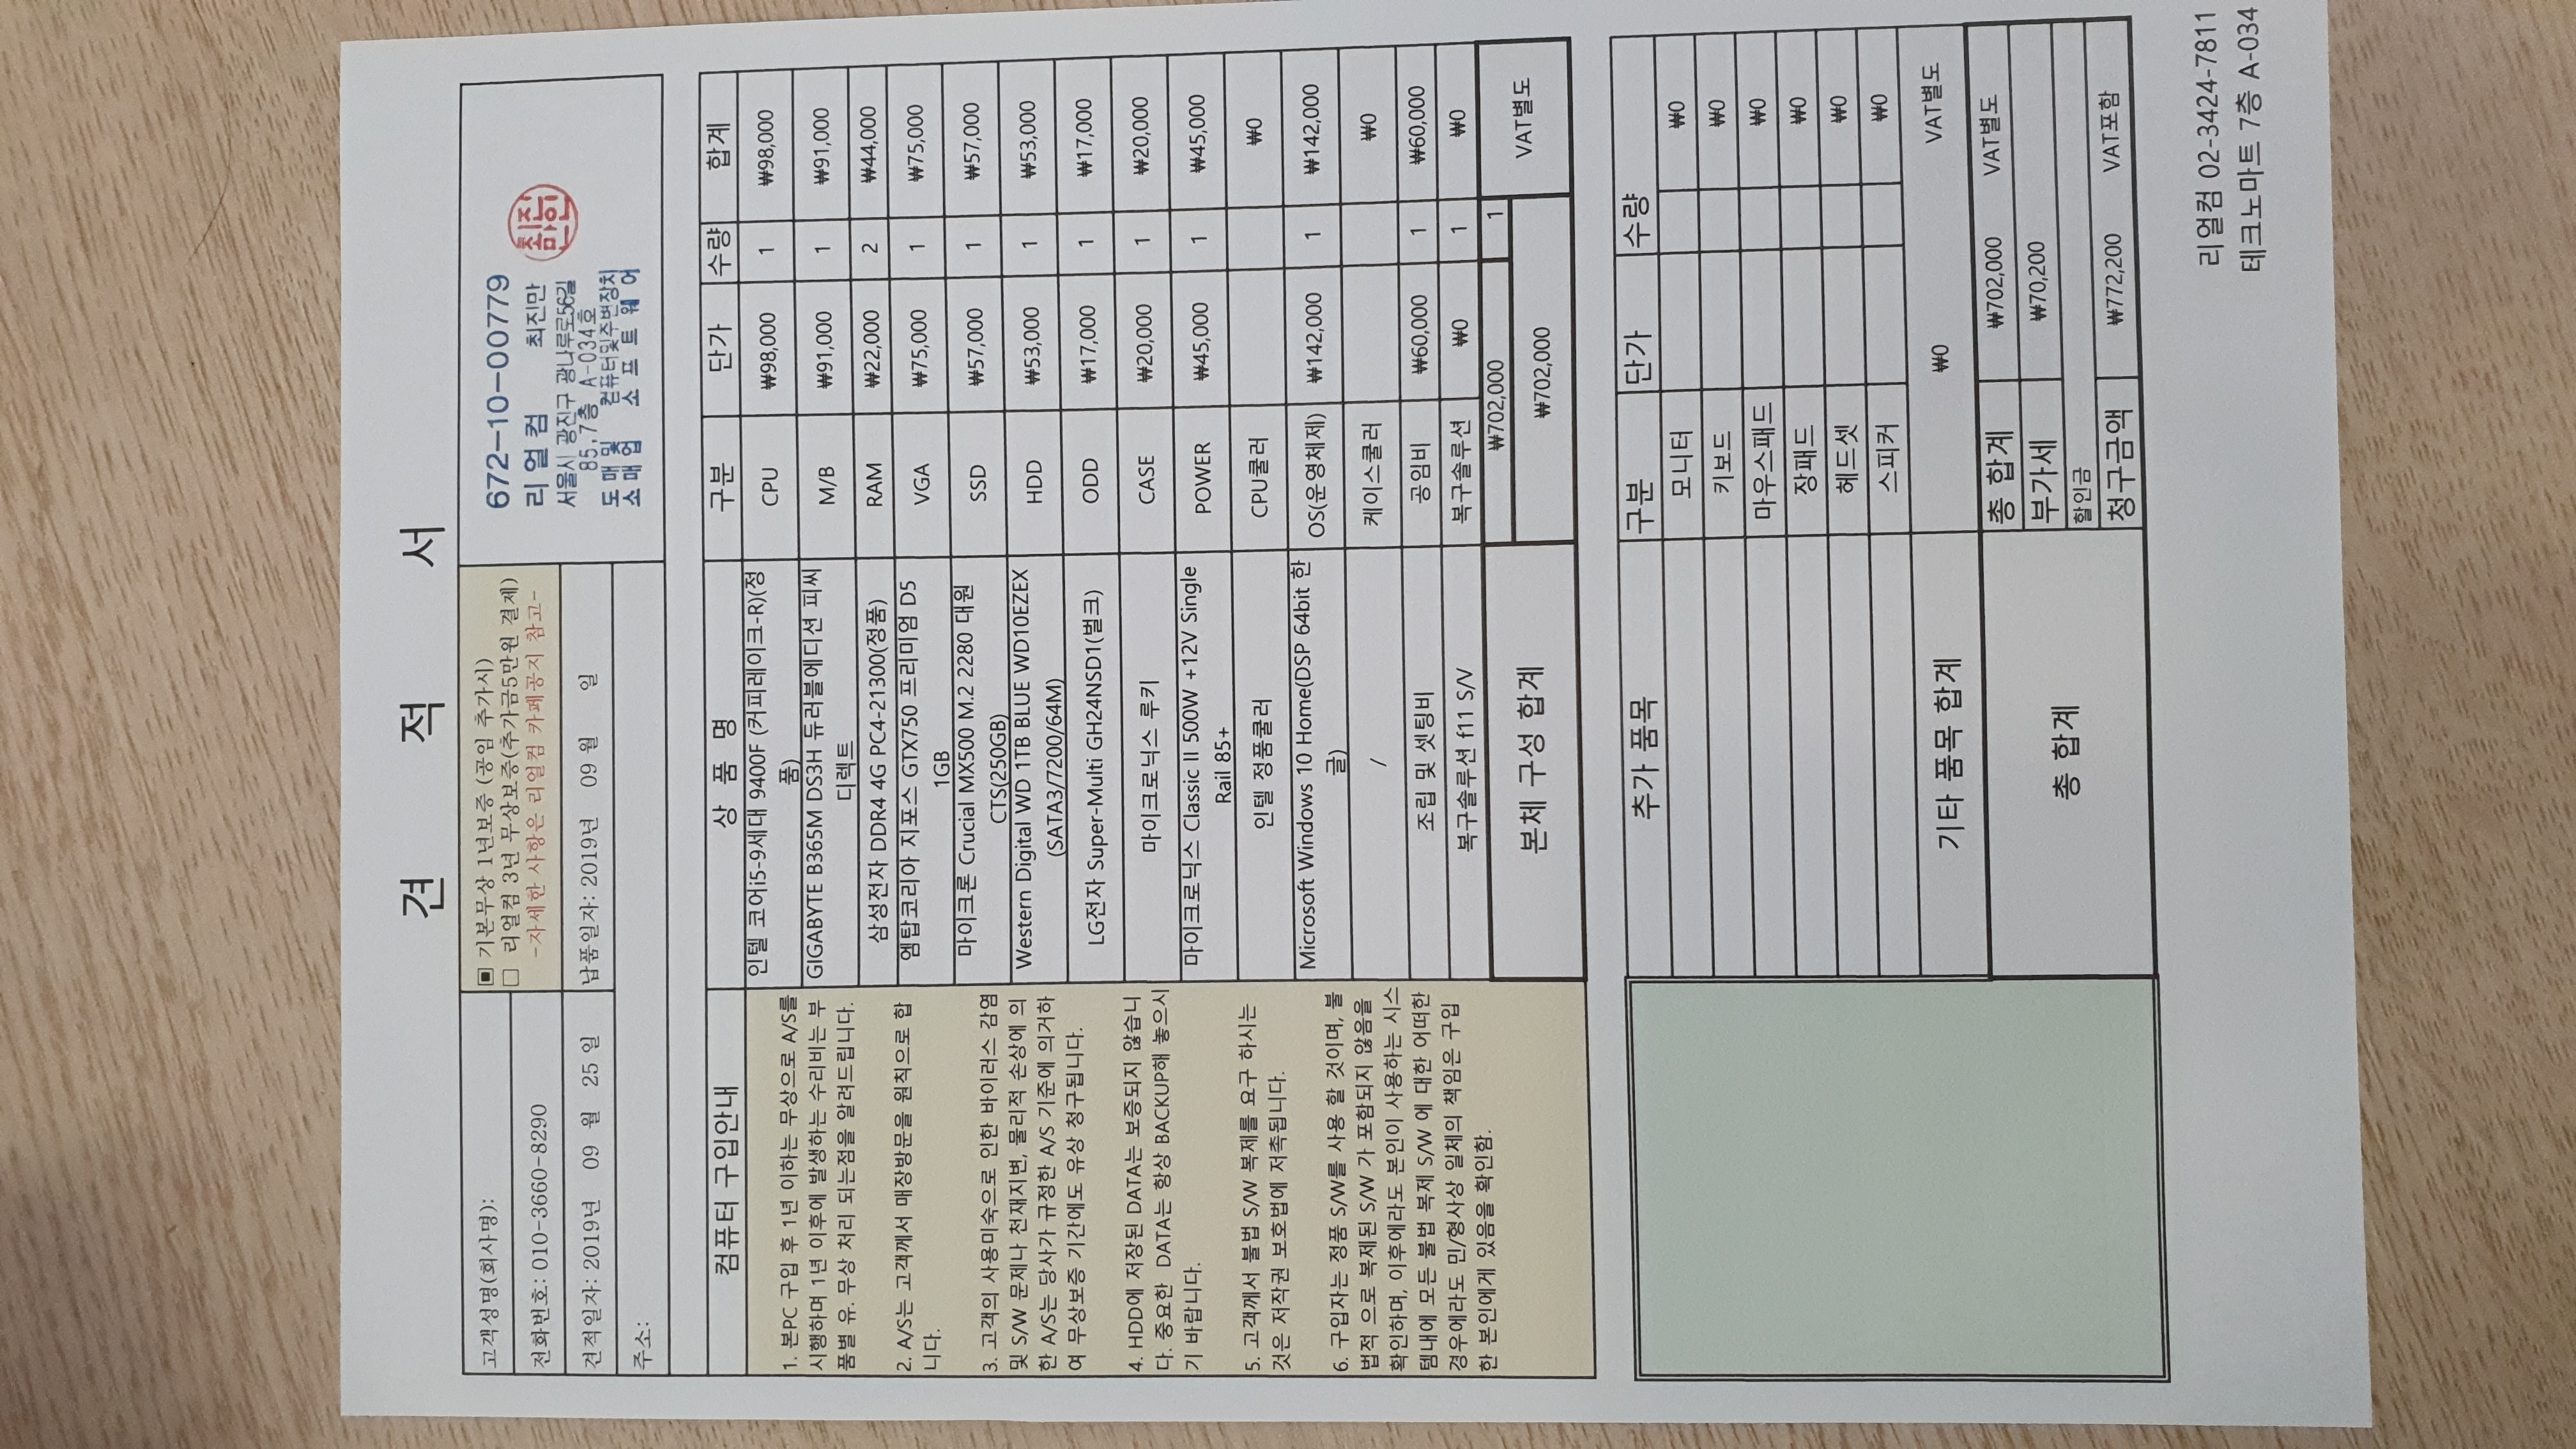 견 적 서
고객성명(회사명):
전화번호: 010-3660-8290
견적일자: 2019년 09 월 25 일
주소:
▣ 기본무상 1년보증 (공임 추가시)
□ 리얼컴 3년 무상보증(추가금5만원 결제)
-자세한 사항은 리얼컴 카페공지 참고-
납품일자: 2019년 09 월 일
672-10-00779
리 얼 컴 최진만
서울시 광진구 광나루로56길
85,7층 A-034호
도 매 및 컴퓨터및주변장치
소 매 업 소 프 트 웨 어
컴퓨터 구입안내
1. 본PC 구입 후 1년 이하는 무상으로 A/S를
시행하며 1년 이후에 발생하는 수리비는 부
품별 유. 무상 처리 되는점을 알려드립니다.
2. A/S는 고객께서 매장방문을 원칙으로 합
니다.
3. 고객의 사용미숙으로 인한 바이러스 감염
및 S/W 문제나 천재지변, 물리적 손상에 의
한 A/S는 당사가 규정한 A/S 기준에 의거하
여 무상보증 기간에도 유상 청구됩니다.
4. HDD에 저장된 DATA는 보증되지 않습니
다. 중요한 DATA는 항상 BACKUP해 놓으시
기 바랍니다.
5. 고객께서 불법 S/W 복제를 요구 하시는
것은 저작권 보호법에 저촉됩니다.
6. 구입자는 정품 S/W를 사용 할 것이며, 불
법적 으로 복제된 S/W 가 포함되지 않음을
확인하며, 이후에라도 본인이 사용하는 시스
템내에 모든 불법 복제 S/W 에 대한 어떠한
경우에라도 민/형사상 일체의 책임은 구입
한 본인에게 있음을 확인함.
상 품 명 구분 단가 수량 합계
인텔 코어i5-9세대 9400F (커피레이크-R)(정
품) CPU ₩98,000 1 ₩98,000
GIGABYTE B365M DS3H 듀러블에디션 피씨
디렉트 M/B ₩91,000 1 ₩91,000
삼성전자 DDR4 4G PC4-21300(정품) RAM ₩22,000 2 ₩44,000
엠탑코리아 지포스 GTX750 프리미엄 D5
1GB VGA ₩75,000 1 ₩75,000
마이크론 Crucial MX500 M.2 2280 대원
CTS(250GB) SSD ₩57,000 1 ₩57,000
Western Digital WD 1TB BLUE WD10EZEX
(SATA3/7200/64M) HDD ₩53,000 1 ₩53,000
LG전자 Super-Multi GH24NSD1(벌크) ODD ₩17,000 1 ₩17,000
마이크로닉스 루키 CASE ₩20,000 1 ₩20,000
마이크로닉스 Classic II 500W +12V Single
Rail 85+ POWER ₩45,000 1 ₩45,000
인텔 정품쿨러 CPU쿨러 ₩0
Microsoft Windows 10 Home(DSP 64bit 한
글) OS(운영체제) ₩142,000 1 ₩142,000
/ 케이스쿨러 ₩0
조립 및 셋팅비 공임비 ₩60,000 1 ₩60,000
복구솔루션 f11 S/V 복구솔루션 ₩0 1 ₩0
본체 구성 합계 ₩702,000 1 VAT별도
₩702,000
추가 품목 구분 단가 수량
모니터 ₩0
키보드 ₩0
마우스패드 ₩0
장패드 ₩0
헤드셋 ₩0
스피커 ₩0
기타 품목 합계 ₩0 VAT별도
총 합계
총 합계 ₩702,000 VAT별도
부가세 ₩70,200
할인금
청구금액 ₩772,200 VAT포함
리얼컴 02-3424-7811
테크노마트 7층 A-034